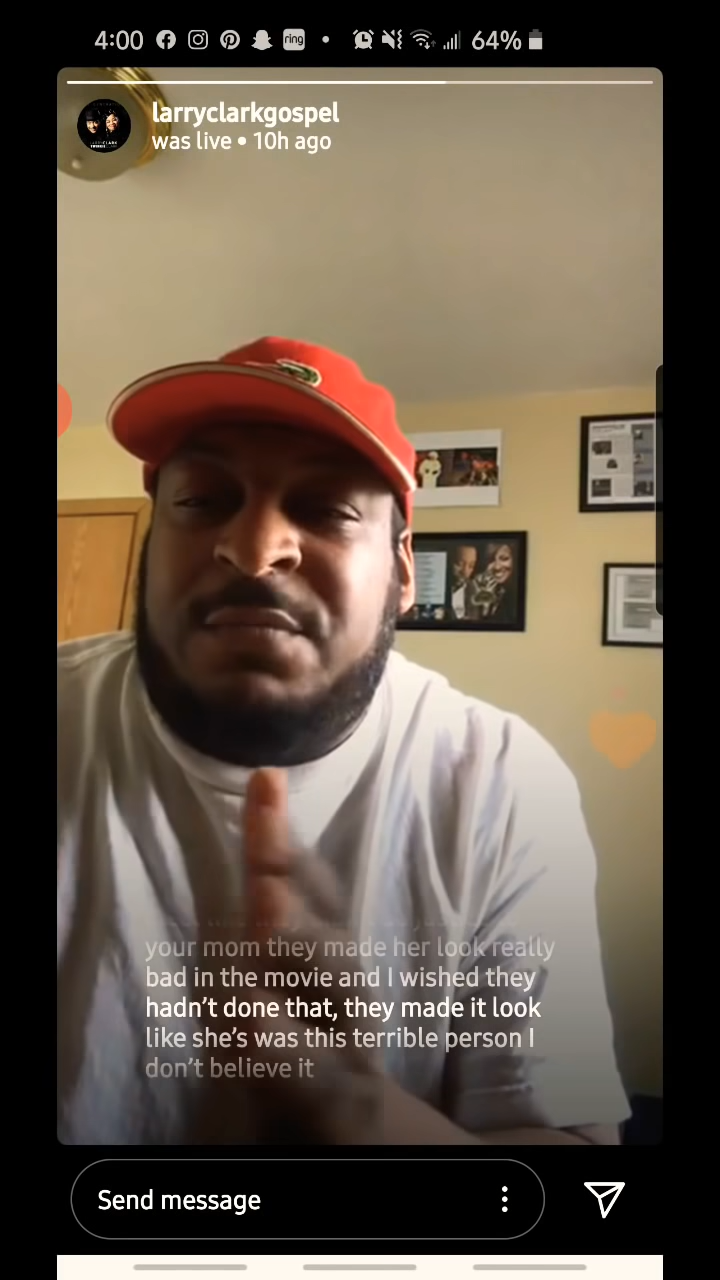 4:00 ring 64%
larryclarkgospel
was live • 10h ago
your mom they made her look really
bad in the movie and I wished they
hadn't done that, they made it look
like she's was this terrible person I
don't believe it
Send message